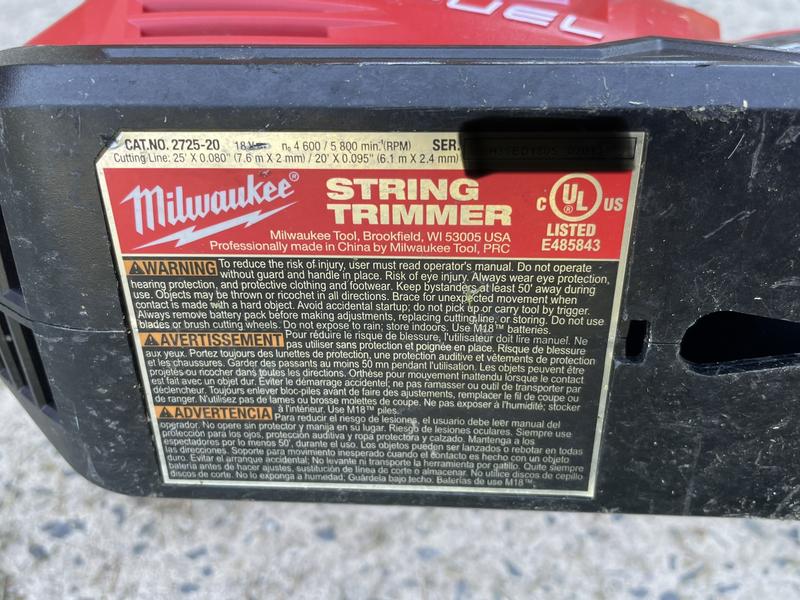 FUEL
CAT.NO. 2725-20 18 V⎓ n₀ 4 600 / 5 800 min.⁻¹(RPM) SER.
Cutting Line: 25' X 0.080" (7.6 m X 2 mm) / 20' X 0.095" (6.1 m X 2.4 mm)
Milwaukee®
STRING
TRIMMER
C UL US
LISTED
E485843
Milwaukee Tool, Brookfield, WI 53005 USA
Professionally made in China by Milwaukee Tool, PRC
⚠WARNING To reduce the risk of injury, user must read operator's manual. Do not operate
without guard and handle in place. Risk of eye injury. Always wear eye protection,
hearing protection, and protective clothing and footwear. Keep bystanders at least 50' away during
use. Objects may be thrown or ricochet in all directions. Brace for unexpected movement when
contact is made with a hard object. Avoid accidental startup; do not pick up or carry tool by trigger.
Always remove battery pack before making adjustments, replacing cutting line, or storing. Do not use
blades or brush cutting wheels. Do not expose to rain; store indoors. Use M18™ batteries.
⚠AVERTISSEMENT Pour réduire le risque de blessure, l'utilisateur doit lire manuel. Ne
pas utiliser sans protection et poignée en place. Risque de blessure
aux yeux. Portez toujours des lunettes de protection, une protection auditive et vêtements de protection
et les chaussures. Garder des passants au moins 50 mn pendant l'utilisation. Les objets peuvent être
projetés ou ricochet dans toutes les directions. Orthèse pour mouvement inattendu lorsque le contact
est fait avec un objet dur. Éviter le démarrage accidentel; ne pas ramasser ou outil de transporter par
déclencheur. Toujours enlever bloc-piles avant de faire des ajustements, remplacer le fil de coupe ou
de ranger. N'utilisez pas de lames ou brosse molettes de coupe. Ne pas exposer à l'humidité; stocker
à l'intérieur. Use M18™ piles.
⚠ADVERTENCIA Para reducir el riesgo de lesiones, el usuario debe leer manual del
operador. No opere sin protector y manija en su lugar. Riesgo de lesiones oculares. Siempre use
protección para los ojos, protección auditiva y ropa protectora y calzado. Mantenga a los
espectadores por lo menos 50', durante el uso. Los objetos pueden ser lanzados o rebotar en todas
las direcciones. Soporte para movimiento inesperado cuando el contacto es hecho con un objeto
duro. Evitar el arranque accidental; No levante ni transporte la herramienta por gatillo. Quite siempre
batería antes de hacer ajustes, sustitución de línea de corte o almacenar. No utilice discos de cepillo
discos de corte. No lo exponga a humedad; Guárdela bajo techo. Baterías de use M18™.